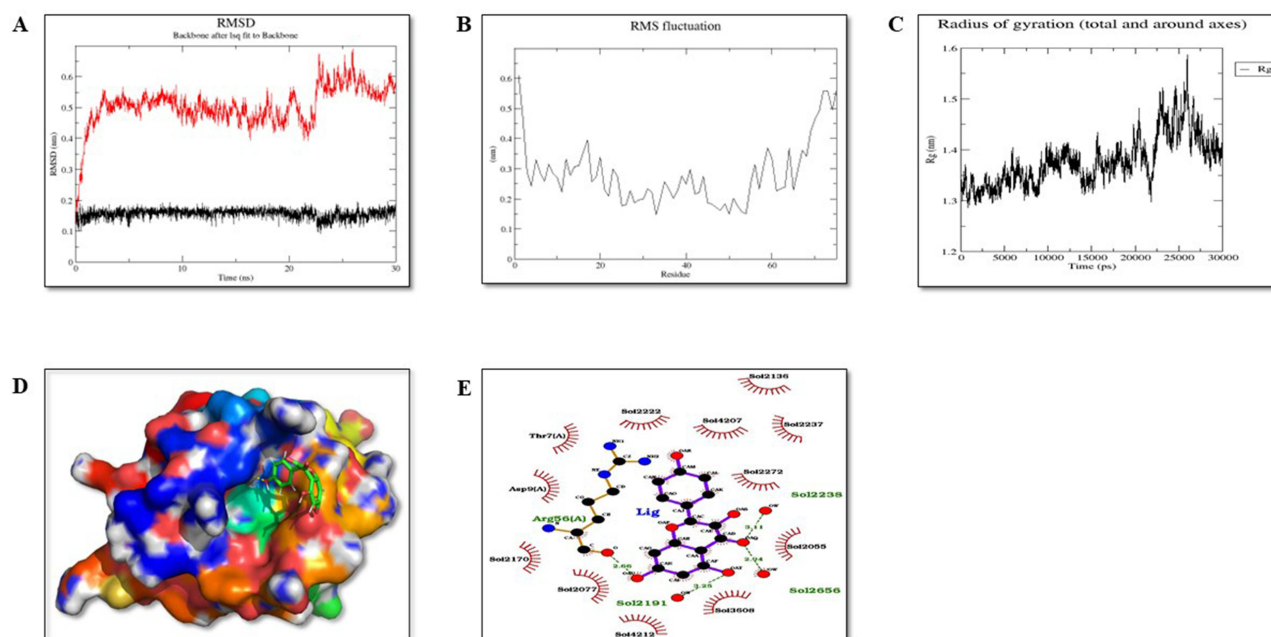 A
RMSD
Backbone after lsq fit to Backbone
RMSD (nm)
0.6
0.5
0.4
0.3
0.2
0.1
0
0
10
20
30
Time (ns)
B
RMS fluctuation
(nm)
0.6
0.5
0.4
0.3
0.2
0.1
0
0
20
40
60
Residue
C
Radius of gyration (total and around axes)
Rg (nm)
1.6
1.5
1.4
1.3
1.2
0
5000
10000
15000
20000
25000
30000
Time (ps)
Rg
D
E
Sol2136
Sol2222
Sol4207
Sol2237
Thr7(A)
Sol2272
Asp9(A)
Sol2238
Arg56(A)
Lig
3.11
Sol2055
Sol2170
2.66
2.94
Sol2077
3.25
Sol2656
Sol2191
Sol3608
Sol4212